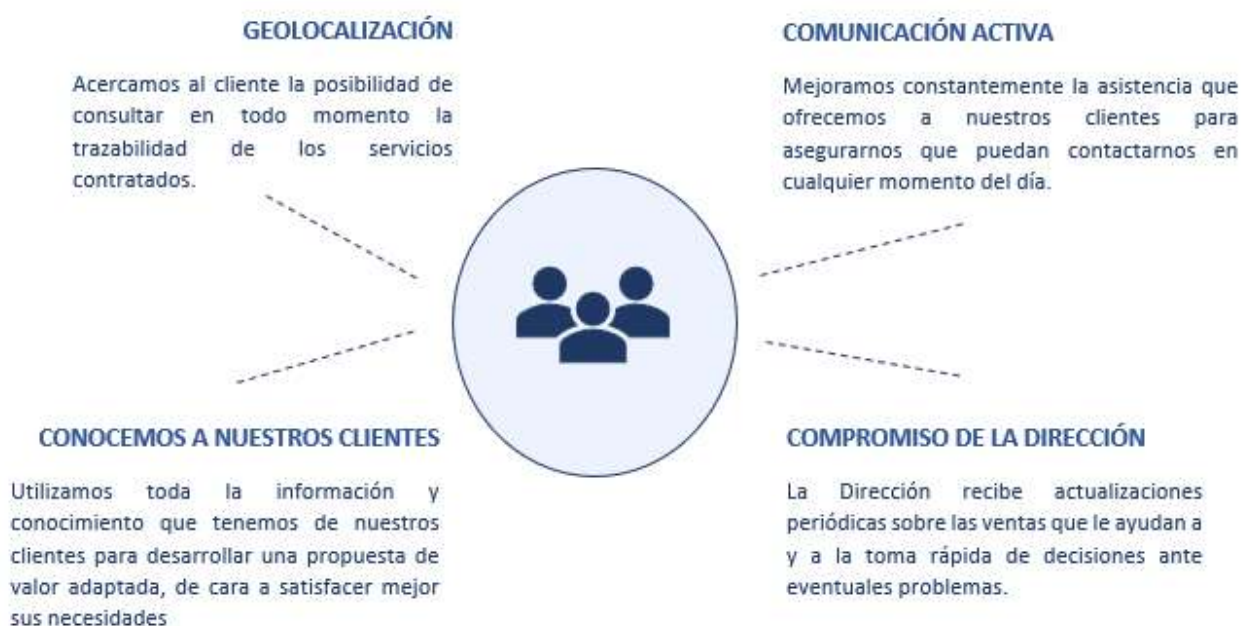 GEOLOCALIZACIÓN
Acercamos al cliente la posibilidad de
consultar en todo momento la
trazabilidad de los servicios
contratados.
COMUNICACIÓN ACTIVA
Mejoramos constantemente la asistencia que
ofrecemos a nuestros clientes para
asegurarnos que puedan contactarnos en
cualquier momento del día.
CONOCEMOS A NUESTROS CLIENTES
Utilizamos toda la información y
conocimiento que tenemos de nuestros
clientes para desarrollar una propuesta de
valor adaptada, de cara a satisfacer mejor
sus necesidades
COMPROMISO DE LA DIRECCIÓN
La Dirección recibe actualizaciones
periódicas sobre las ventas que le ayudan a
y a la toma rápida de decisiones ante
eventuales problemas.